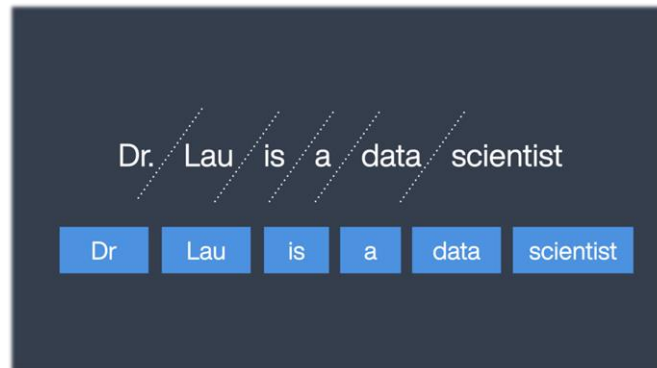 Dr. Lau is a data scientist
Dr Lau is a data scientist